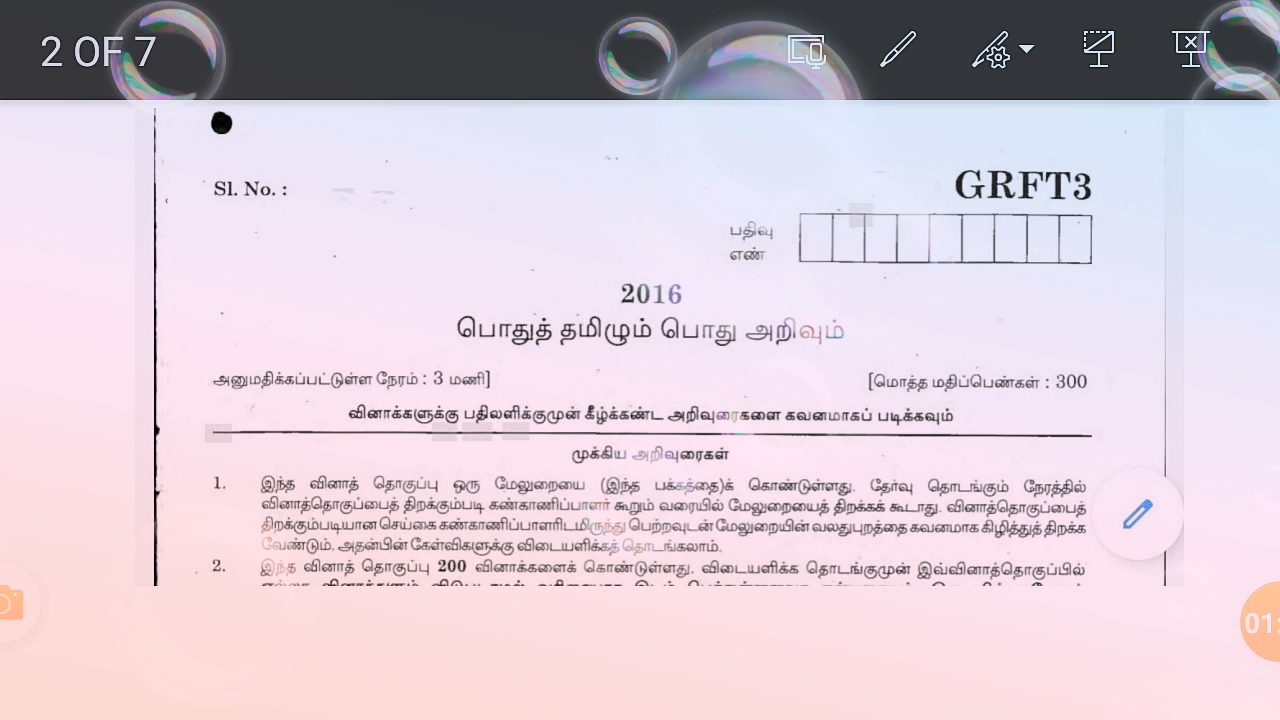 2 OF 7
Sl. No. :
GRFT3
பதிவு
எண்
2016
பொதுத் தமிழும் பொது அறிவும்
அனுமதிக்கப்பட்டுள்ள நேரம் : 3 மணி]
[மொத்த மதிப்பெண்கள் : 300
வினாக்களுக்கு பதிலளிக்குமுன் கீழ்க்கண்ட அறிவுரைகளை கவனமாகப் படிக்கவும்
முக்கிய அறிவுரைகள்
1. இந்த வினாத் தொகுப்பு ஒரு மேலுறையை (இந்த பக்கத்தை)க் கொண்டுள்ளது. தேர்வு தொடங்கும் நேரத்தில்
வினாத்தொகுப்பைத் திறக்கும்படி கண்காணிப்பாளர் கூறும் வரையில் மேலுறையைத் திறக்கக் கூடாது. வினாத்தொகுப்பைத்
திறக்கும்படியான செய்கை கண்காணிப்பாளரிடமிருந்து பெற்றவுடன் மேலுறையின் வலதுபுறத்தை கவனமாக கிழித்துத் திறக்க
வேண்டும். அதன்பின் கேள்விகளுக்கு விடையளிக்கத் தொடங்கலாம்.
2. இந்த வினாத் தொகுப்பு 200 வினாக்களைக் கொண்டுள்ளது. விடையளிக்க தொடங்குமுன் இவ்வினாத்தொகுப்பில்
01: